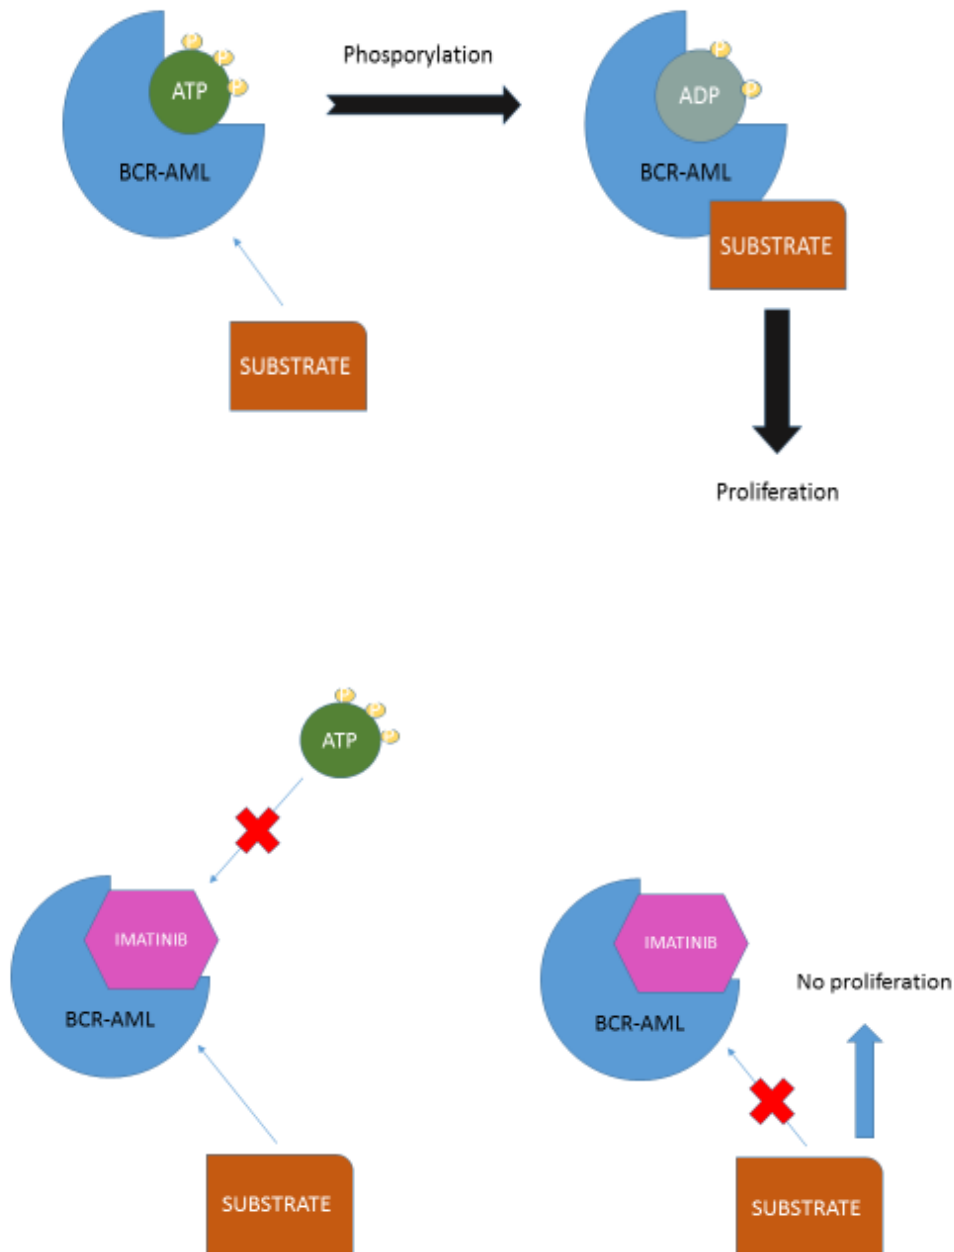 P
P
P
ATP
Phosporylation
P
P
ADP
BCR-AML
BCR-AML
SUBSTRATE
SUBSTRATE
Proliferation
P
P
P
ATP
IMATINIB
IMATINIB
No proliferation
BCR-AML
BCR-AML
SUBSTRATE
SUBSTRATE